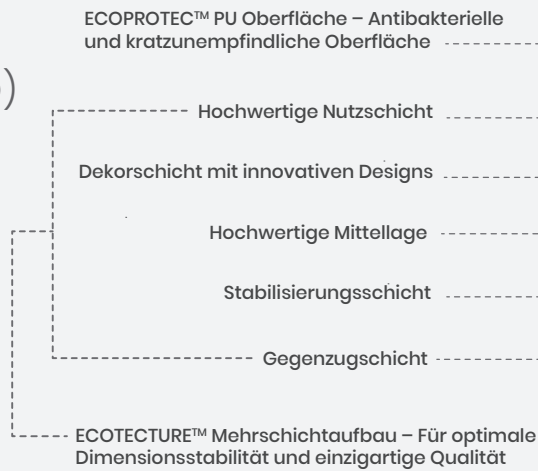 ECOPROTEC™ PU Oberfläche – Antibakterielle
und kratzunempfindliche Oberfläche
)
Hochwertige Nutzschicht
Dekorschicht mit innovativen Designs
Hochwertige Mittellage
Stabilisierungsschicht
Gegenzugschicht
ECOTECTURE™ Mehrschichtaufbau – Für optimale
Dimensionsstabilität und einzigartige Qualität